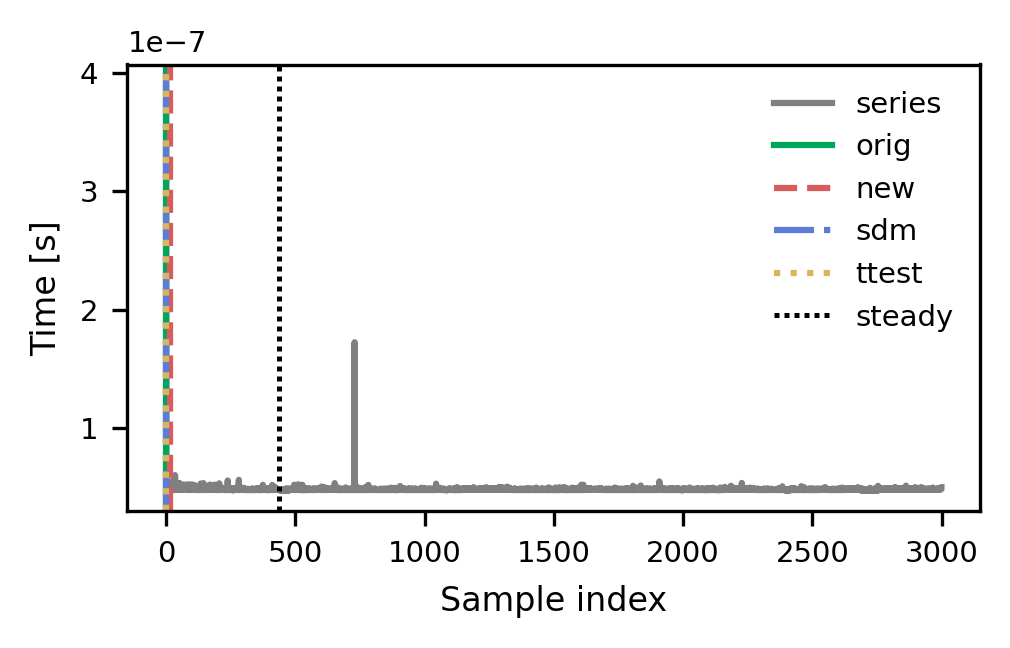 1e−7
4
3
2
1
Time [s]
series
orig
new
sdm
ttest
steady
0 500 1000 1500 2000 2500 3000
Sample index